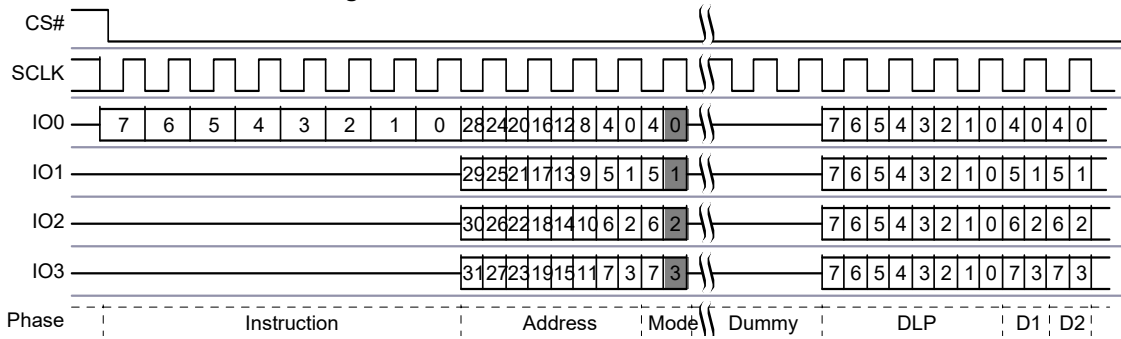 CS#
SCLK
IO0 7 6 5 4 3 2 1 0 28 24 20 16 12 8 4 0 4 0 7 6 5 4 3 2 1 0 4 0 4 0
IO1 29 25 21 17 13 9 5 1 5 1 7 6 5 4 3 2 1 0 5 1 5 1
IO2 30 26 22 18 14 10 6 2 6 2 7 6 5 4 3 2 1 0 6 2 6 2
IO3 31 27 23 19 15 11 7 3 7 3 7 6 5 4 3 2 1 0 7 3 7 3
Phase Instruction Address Mode Dummy DLP D1 D2